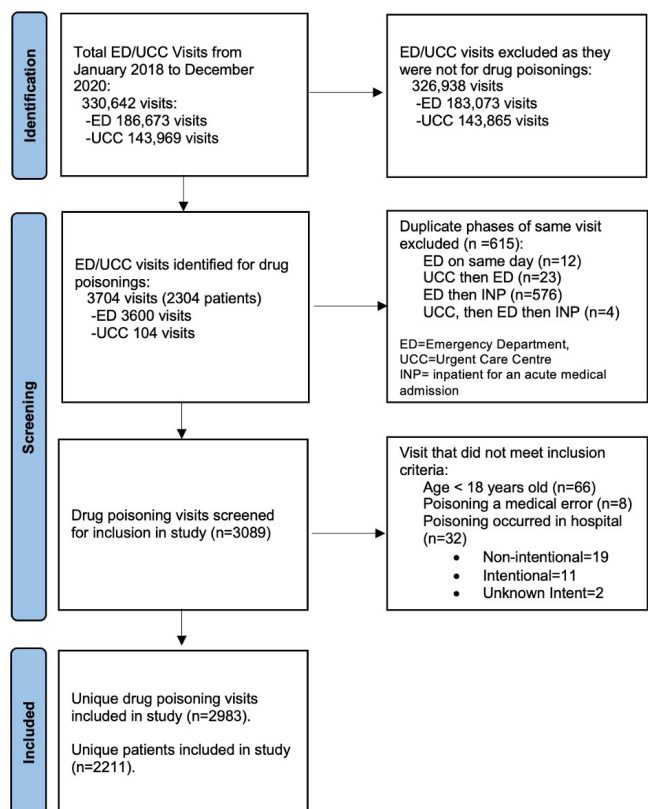 Identification
Total ED/UCC Visits from
January 2018 to December
2020:
330,642 visits:
-ED 186,673 visits
-UCC 143,969 visits
ED/UCC visits excluded as they
were not for drug poisonings:
326,938 visits
-ED 183,073 visits
-UCC 143,865 visits
Screening
ED/UCC visits identified for drug
poisonings:
3704 visits (2304 patients)
-ED 3600 visits
-UCC 104 visits
Duplicate phases of same visit
excluded (n =615):
ED on same day (n=12)
UCC then ED (n=23)
ED then INP (n=576)
UCC, then ED then INP (n=4)
ED=Emergency Department,
UCC=Urgent Care Centre
INP= inpatient for an acute medical
admission
Drug poisoning visits screened
for inclusion in study (n=3089)
Visit that did not meet inclusion
criteria:
Age < 18 years old (n=66)
Poisoning a medical error (n=8)
Poisoning occurred in hospital
(n=32)
• Non-intentional=19
• Intentional=11
• Unknown Intent=2
Included
Unique drug poisoning visits
included in study (n=2983).
Unique patients included in study
(n=2211).